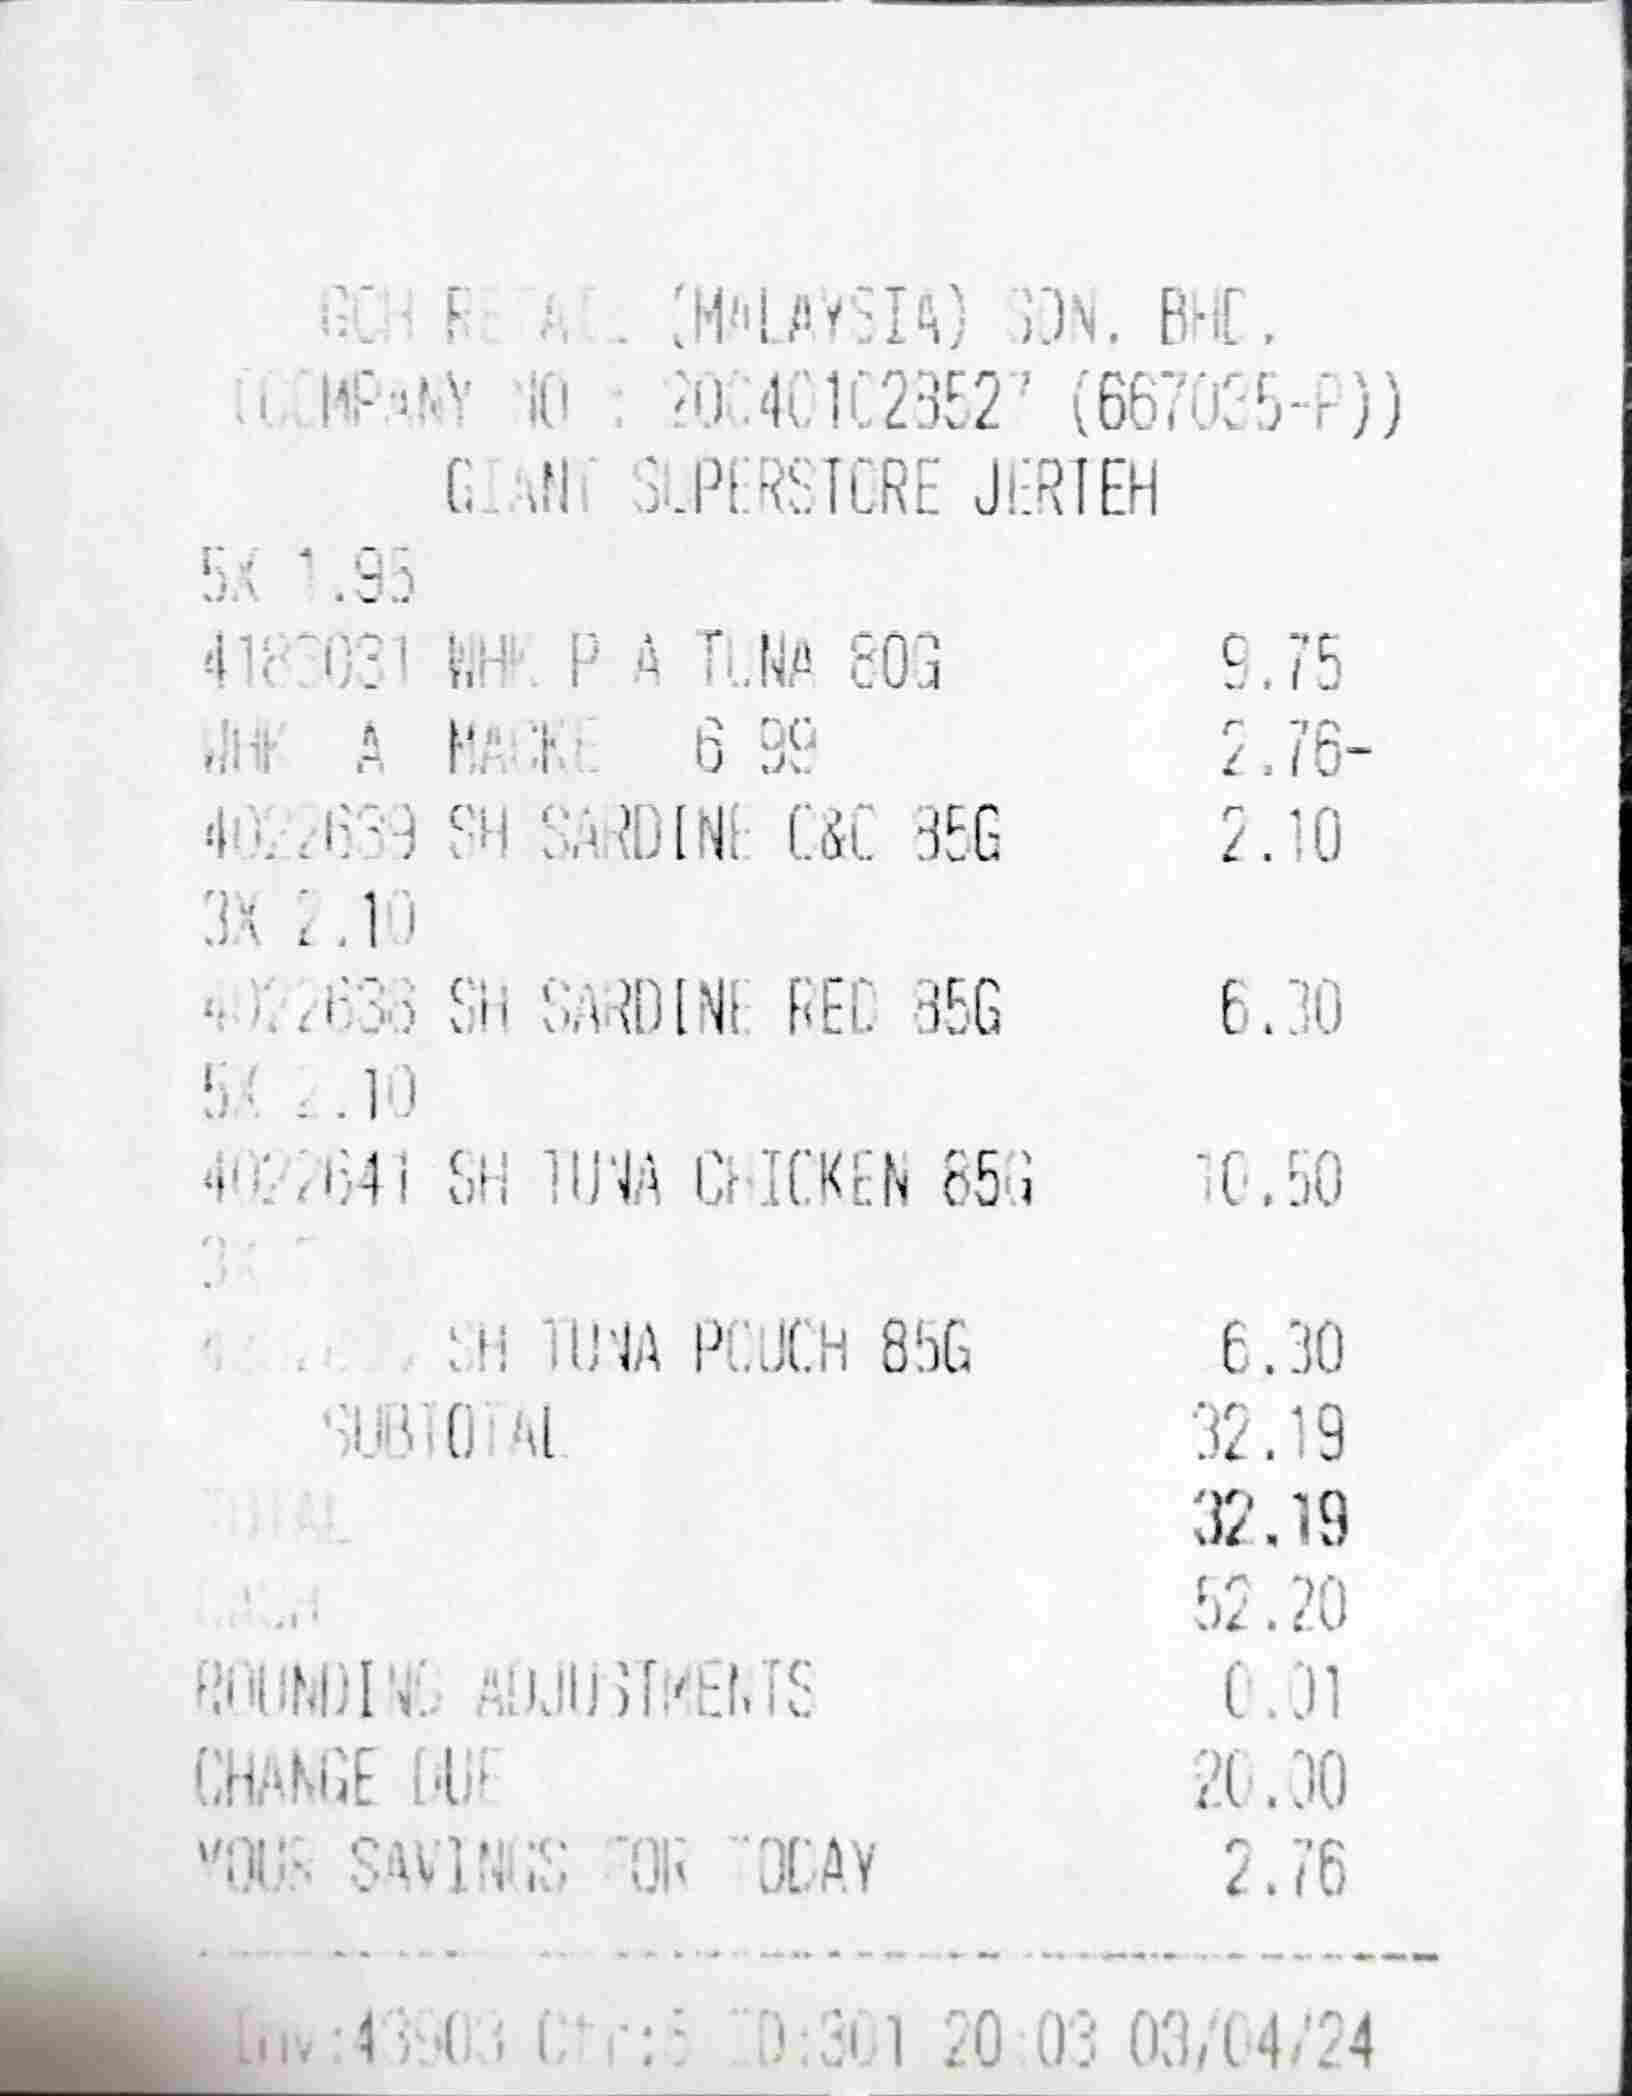 GCH RETAIL (MALAYSIA) SDN. BHD.
(COMPANY NO : 200401023527 (667035-P))
GIANT SUPERSTORE JERTEH
5X 1.95
4183031 WHK P A TUNA 80G 9.75
WHK A MACKE 6 99 2.76-
4022639 SH SARDINE C&C 85G 2.10
3X 2.10
4022638 SH SARDINE RED 85G 6.30
5X 2.10
4022641 SH TUNA CHICKEN 85G 10.50
3X
SH TUNA POUCH 85G 6.30
SUBTOTAL 32.19
TOTAL 32.19
CASH 52.20
ROUNDING ADJUSTMENTS 0.01
CHANGE DUE 20.00
YOUR SAVINGS FOR TODAY 2.76
Inv:43903 Ctr:5 ID:301 20:03 03/04/24